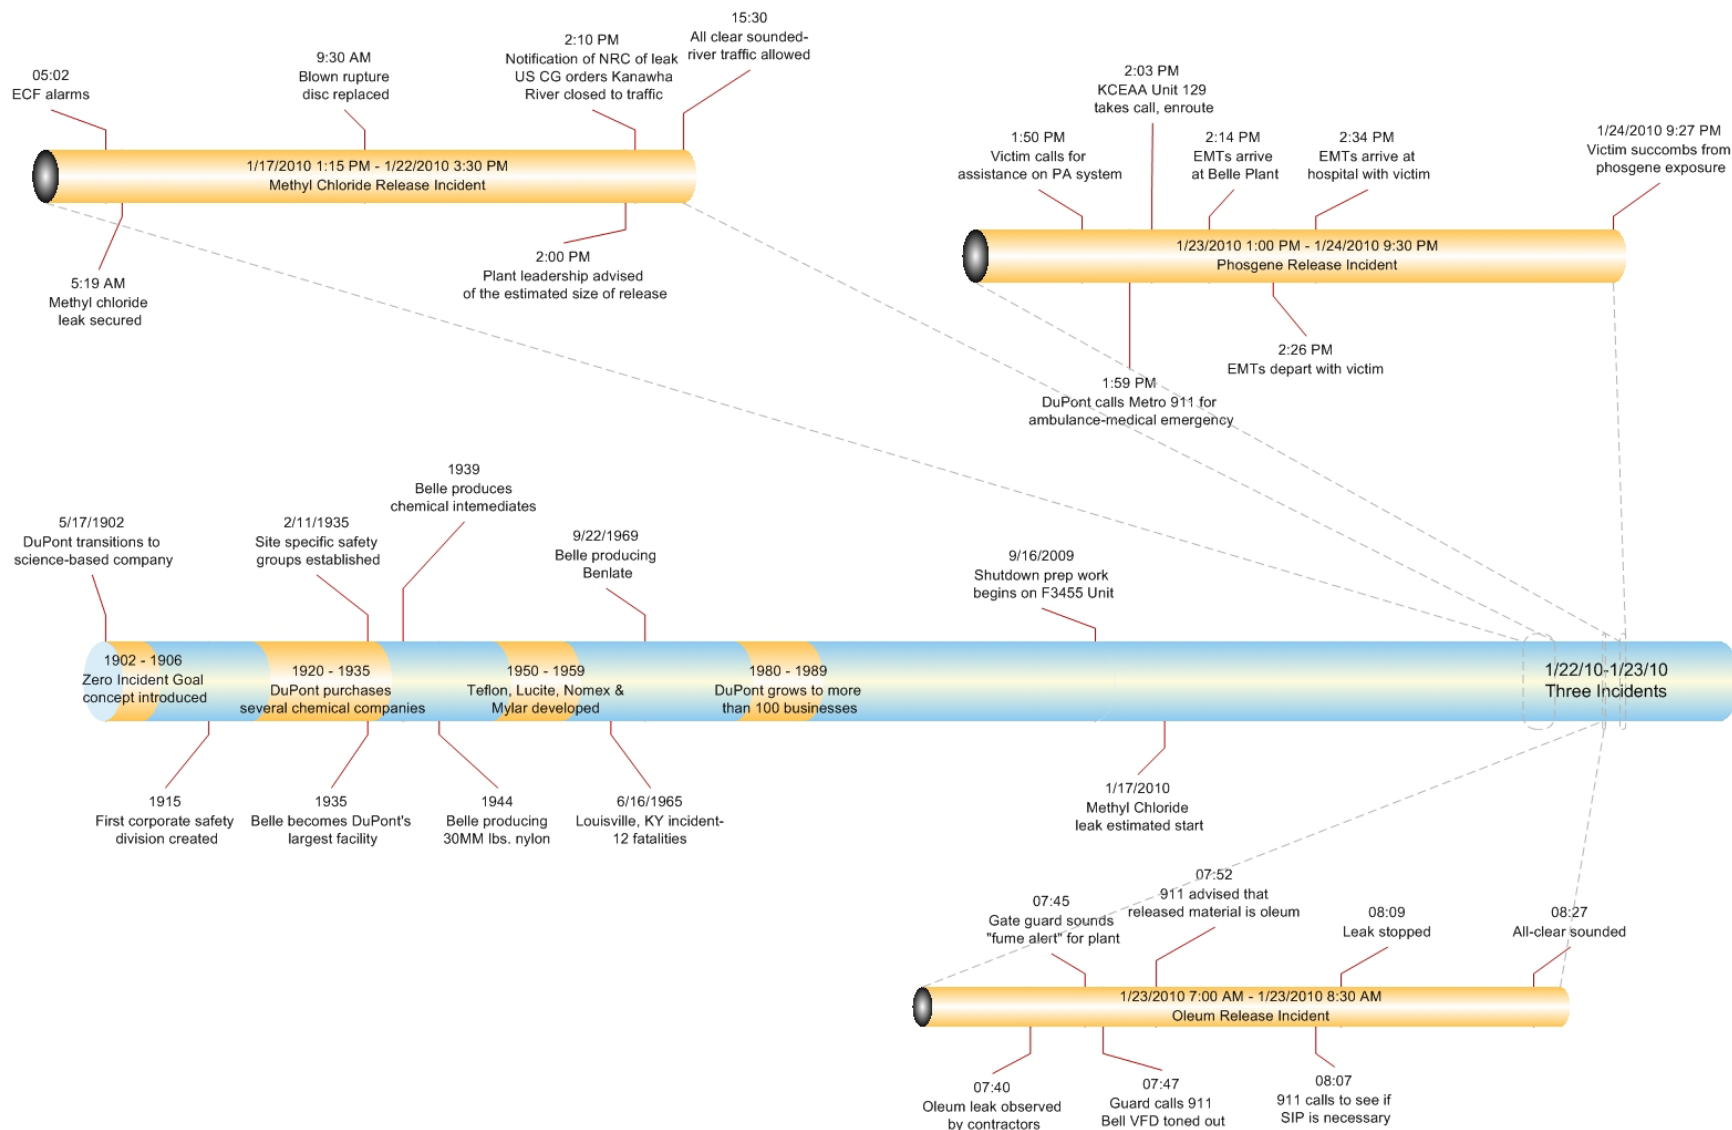 05:02
ECF alarms
9:30 AM
Blown rupture
disc replaced
2:10 PM
Notification of NRC of leak
US CG orders Kanawha
River closed to traffic
15:30
All clear sounded-
river traffic allowed
1/17/2010 1:15 PM - 1/22/2010 3:30 PM
Methyl Chloride Release Incident
5:19 AM
Methyl chloride
leak secured
2:00 PM
Plant leadership advised
of the estimated size of release
1:50 PM
Victim calls for
assistance on PA system
2:03 PM
KCEAA Unit 129
takes call, enroute
2:14 PM
EMTs arrive
at Belle Plant
2:34 PM
EMTs arrive at
hospital with victim
1/24/2010 9:27 PM
Victim succombs from
phosgene exposure
1/23/2010 1:00 PM - 1/24/2010 9:30 PM
Phosgene Release Incident
1:59 PM
DuPont calls Metro 911 for
ambulance-medical emergency
2:26 PM
EMTs depart with victim
5/17/1902
DuPont transitions to
science-based company
2/11/1935
Site specific safety
groups established
1939
Belle produces
chemical intemediates
9/22/1969
Belle producing
Benlate
9/16/2009
Shutdown prep work
begins on F3455 Unit
1902 - 1906
Zero Incident Goal
concept introduced
1920 - 1935
DuPont purchases
several chemical companies
1950 - 1959
Teflon, Lucite, Nomex &
Mylar developed
1980 - 1989
DuPont grows to more
than 100 businesses
1/22/10-1/23/10
Three Incidents
1915
First corporate safety
division created
1935
Belle becomes DuPont's
largest facility
1944
Belle producing
30MM lbs. nylon
6/16/1965
Louisville, KY incident-
12 fatalities
1/17/2010
Methyl Chloride
leak estimated start
07:45
Gate guard sounds
"fume alert" for plant
07:52
911 advised that
released material is oleum
08:09
Leak stopped
08:27
All-clear sounded
1/23/2010 7:00 AM - 1/23/2010 8:30 AM
Oleum Release Incident
07:40
Oleum leak observed
by contractors
07:47
Guard calls 911
Bell VFD toned out
08:07
911 calls to see if
SIP is necessary